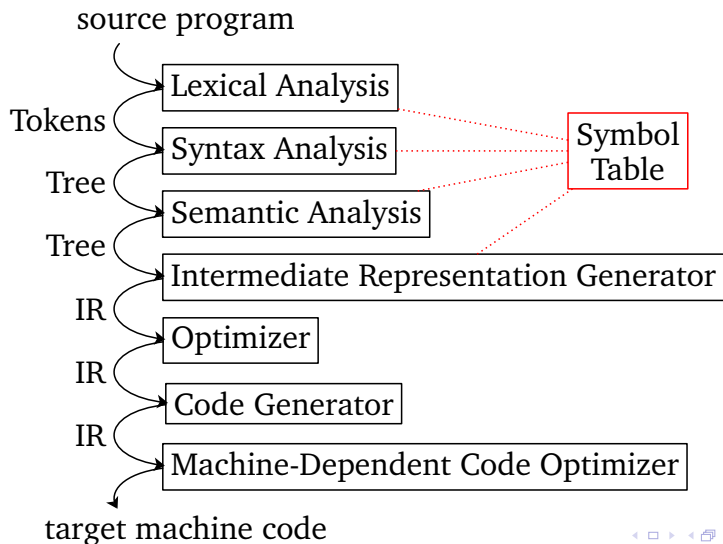 source program
Lexical Analysis
Tokens
Syntax Analysis
Symbol
Table
Tree
Semantic Analysis
Tree
Intermediate Representation Generator
IR
Optimizer
IR
Code Generator
IR
Machine-Dependent Code Optimizer
target machine code